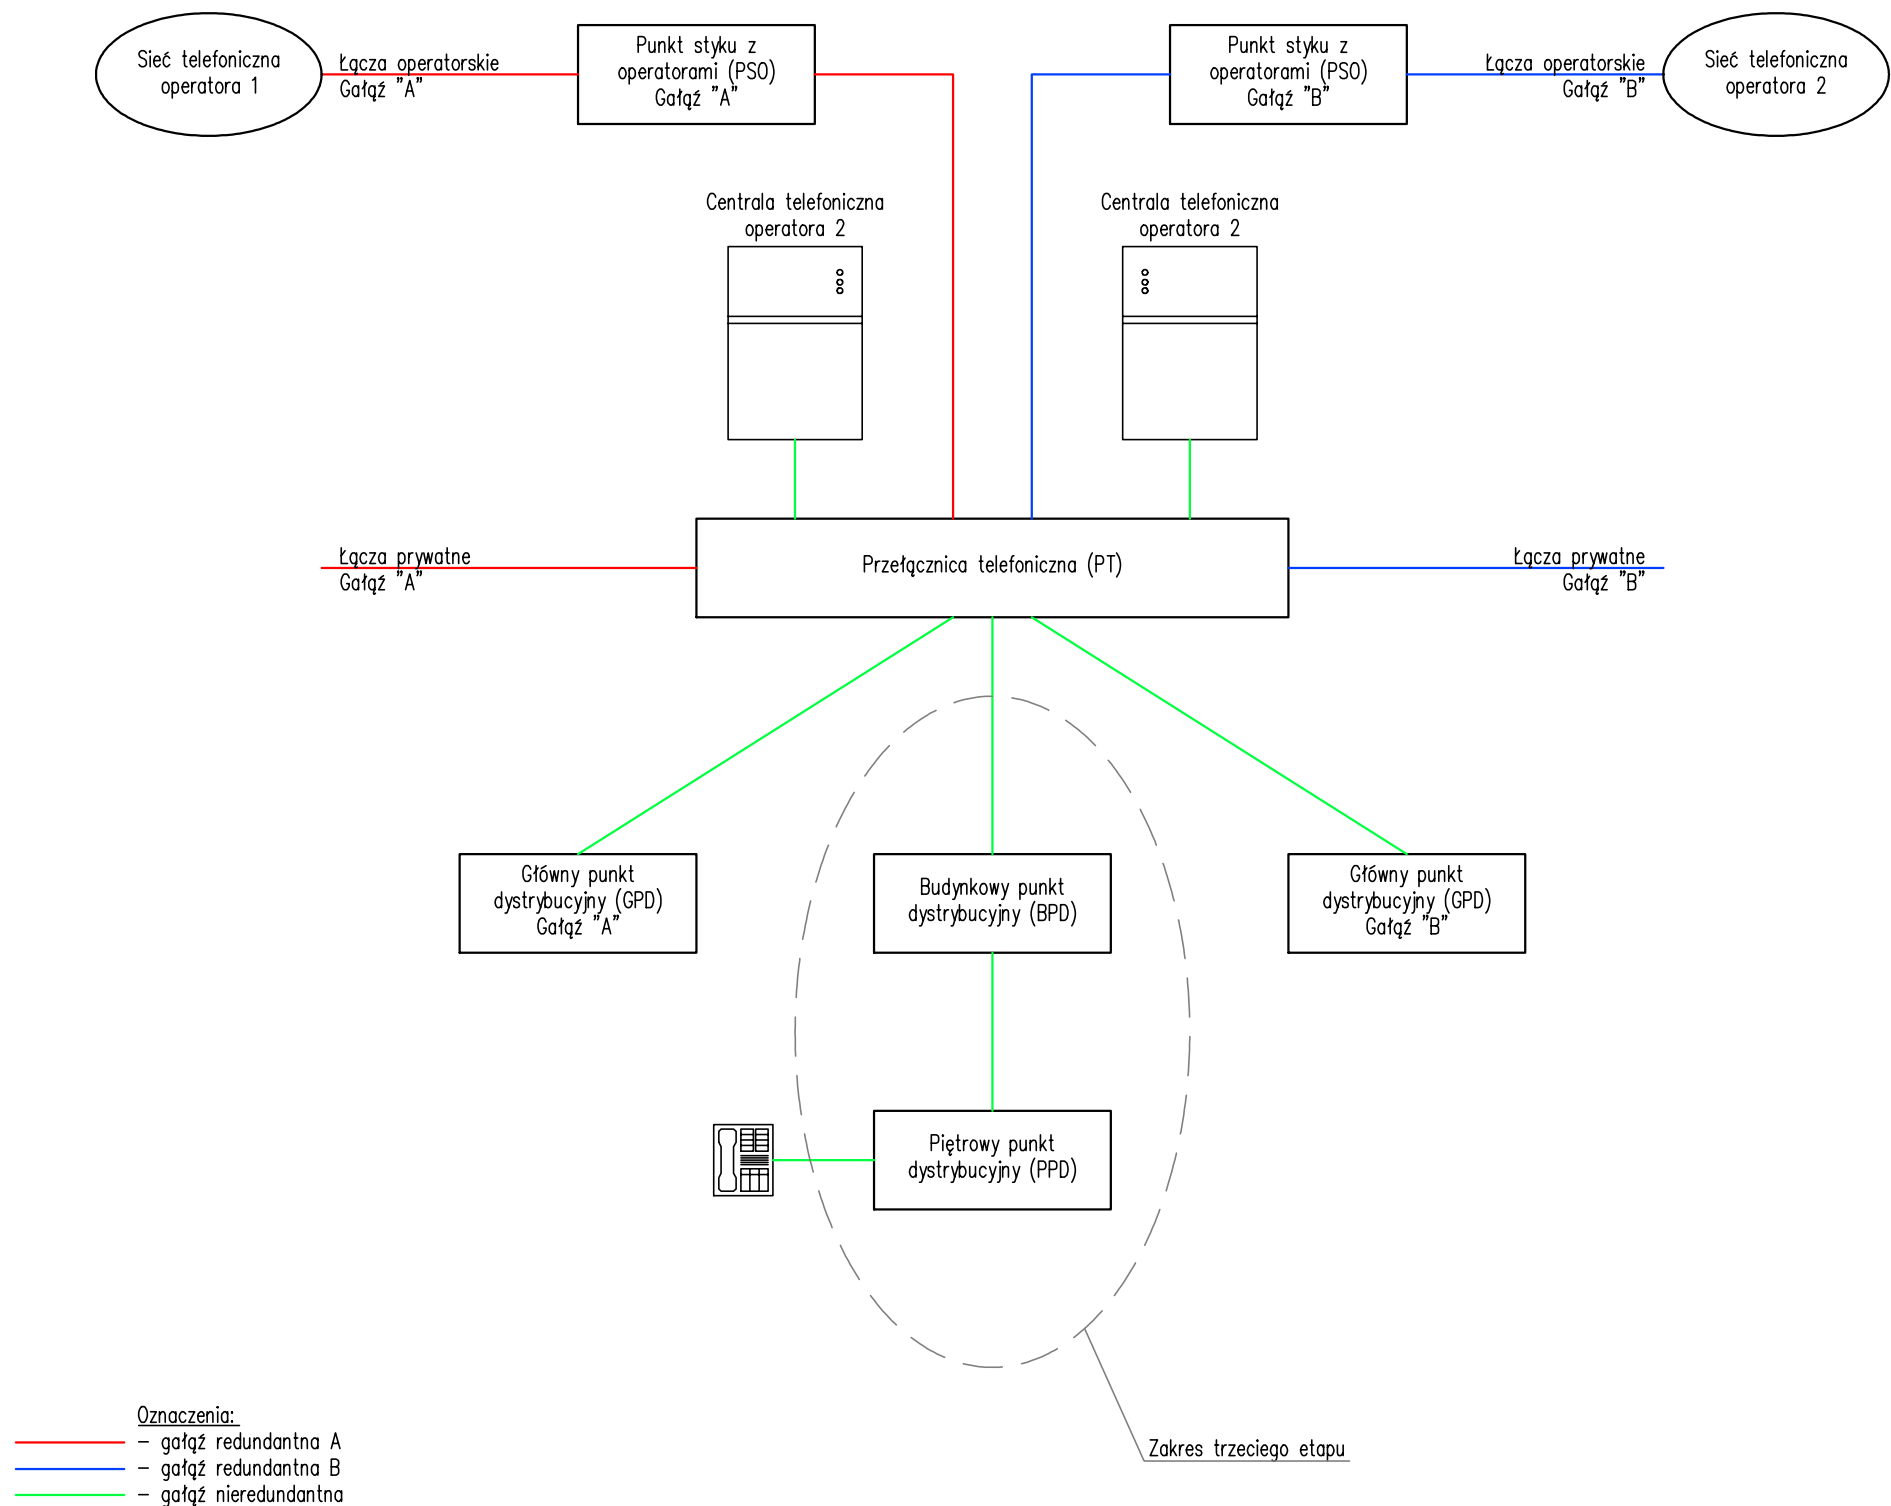 Sieć telefoniczna
operatora 1
Łącza operatorskie
Gałąź "A"
Punkt styku z
operatorami (PSO)
Gałąź "A"
Punkt styku z
operatorami (PSO)
Gałąź "B"
Łącza operatorskie
Gałąź "B"
Sieć telefoniczna
operatora 2
Centrala telefoniczna
operatora 2
Centrala telefoniczna
operatora 2
Łącza prywatne
Gałąź "A"
Przełącznica telefoniczna (PT)
Łącza prywatne
Gałąź "B"
Główny punkt
dystrybucyjny (GPD)
Gałąź "A"
Budynkowy punkt
dystrybucyjny (BPD)
Główny punkt
dystrybucyjny (GPD)
Gałąź "B"
Piętrowy punkt
dystrybucyjny (PPD)
Zakres trzeciego etapu
Oznaczenia:
– gałąź redundantna A
– gałąź redundantna B
– gałąź nieredundantna